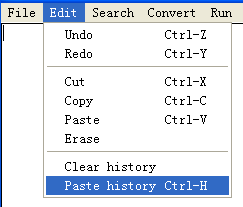 File Edit Search Convert Run
Undo Ctrl-Z
Redo Ctrl-Y
Cut Ctrl-X
Copy Ctrl-C
Paste Ctrl-V
Erase
Clear history
Paste history Ctrl-H